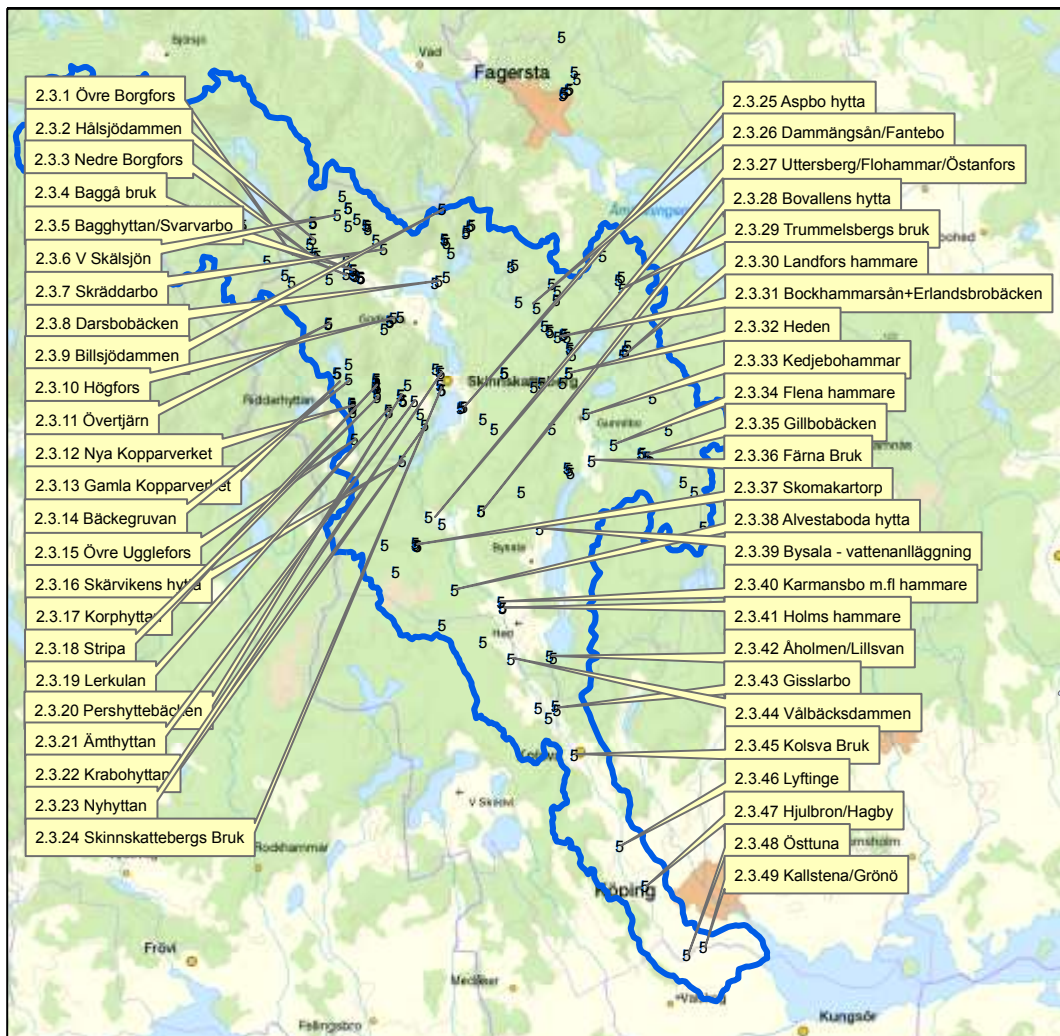 Björsjö
Vad
Fagersta
2.3.1 Övre Borgfors
2.3.2 Hålsjödammen
2.3.3 Nedre Borgfors
2.3.4 Baggå bruk
2.3.5 Bagghyttan/Svarvarbo
2.3.6 V Skälsjön
2.3.7 Skräddarbo
2.3.8 Darsbobäcken
2.3.9 Billsjödammen
2.3.10 Högfors
2.3.11 Övertjärn
2.3.12 Nya Kopparverket
2.3.13 Gamla Kopparverket
2.3.14 Bäckegruvan
2.3.15 Övre Ugglefors
2.3.16 Skärvikens hytta
2.3.17 Korphyttan
2.3.18 Stripa
2.3.19 Lerkulan
2.3.20 Pershyttebäcken
2.3.21 Ämthyttan
2.3.22 Krabohyttan
2.3.23 Nyhyttan
2.3.24 Skinnskattebergs Bruk
2.3.25 Aspbo hytta
2.3.26 Dammängsån/Fantebo
2.3.27 Uttersberg/Flohammar/Östanfors
2.3.28 Bovallens hytta
2.3.29 Trummelsbergs bruk
2.3.30 Landfors hammare
2.3.31 Bockhammarsån+Erlandsbrobäcken
2.3.32 Heden
2.3.33 Kedjebohammar
2.3.34 Flena hammare
2.3.35 Gillbobäcken
2.3.36 Färna Bruk
2.3.37 Skomakartorp
2.3.38 Alvestaboda hytta
2.3.39 Bysala - vattenanläggning
2.3.40 Karmansbo m.fl hammare
2.3.41 Holms hammare
2.3.42 Åholmen/Lillsvan
2.3.43 Gisslarbo
2.3.44 Vålbäcksdammen
2.3.45 Kolsva Bruk
2.3.46 Lyftinge
2.3.47 Hjulbron/Hagby
2.3.48 Östtuna
2.3.49 Kallstena/Grönö
Riddarhyttan
Gunnilbo
Bysala
Hed
V Skedvi
Rockhammar
Köping
Frövi
Medåker
Fellingsbro
Kungsör